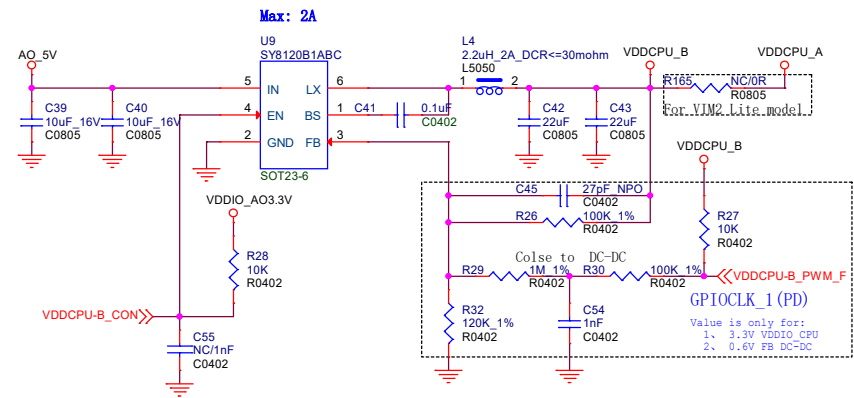 Max: 2A
U9
SY8120B1ABC
L4
2.2uH_2A_DCR<=30mohm
L5050
AO_5V
VDDCPU_B
VDDCPU_A
5 IN LX 6
4 EN BS 1
2 GND FB 3
SOT23-6
C41
0.1uF
C0402
1 2
R165
NC/0R
R0805
For VIM2 Lite model
C39
10uF_16V
C0805
C40
10uF_16V
C0805
C42
22uF
C0805
C43
22uF
C0805
VDDCPU_B
C45
27pF_NPO
C0402
R26
100K_1%
R0402
R27
10K
R0402
VDDIO_AO3.3V
R28
10K
R0402
Colse to DC-DC
R29
1M_1%
R0402
R30
100K_1%
R0402
VDDCPU-B_PWM_F
GPIOCLK_1(PD)
VDDCPU-B_CON
R32
120K_1%
R0402
C54
1nF
C0402
C55
NC/1nF
C0402
Value is only for:
1、 3.3V VDDIO_CPU
2、 0.6V FB DC-DC